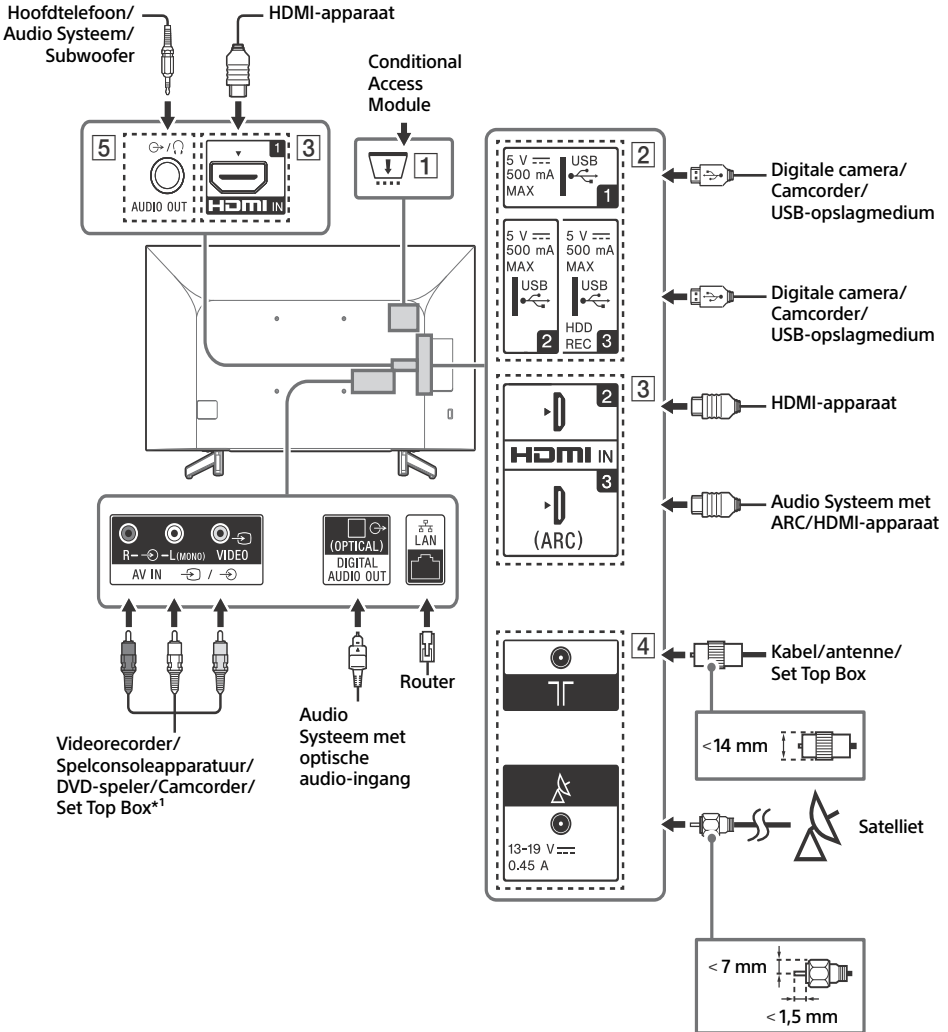 Hoofdtelefoon/
Audio Systeem/
Subwoofer
HDMI-apparaat
Conditional
Access
Module
5
AUDIO OUT
1
3
HDMI IN
1
2
5 V
500 mA
MAX
USB
1
Digitale camera/
Camcorder/
USB-opslagmedium
5 V
500 mA
MAX
USB
2
5 V
500 mA
MAX
USB
HDD
REC 3
Digitale camera/
Camcorder/
USB-opslagmedium
3
2
HDMI IN
3
(ARC)
HDMI-apparaat
Audio Systeem met
ARC/HDMI-apparaat
R
L(MONO)
VIDEO
AV IN
/
(OPTICAL)
DIGITAL
AUDIO OUT
LAN
Videorecorder/
Spelconsoleapparatuur/
DVD-speler/Camcorder/
Set Top Box*1
Audio
Systeem met
optische
audio-ingang
Router
4
Kabel/antenne/
Set Top Box
<14 mm
13-19 V
0.45 A
Satelliet
<7 mm
<1,5 mm